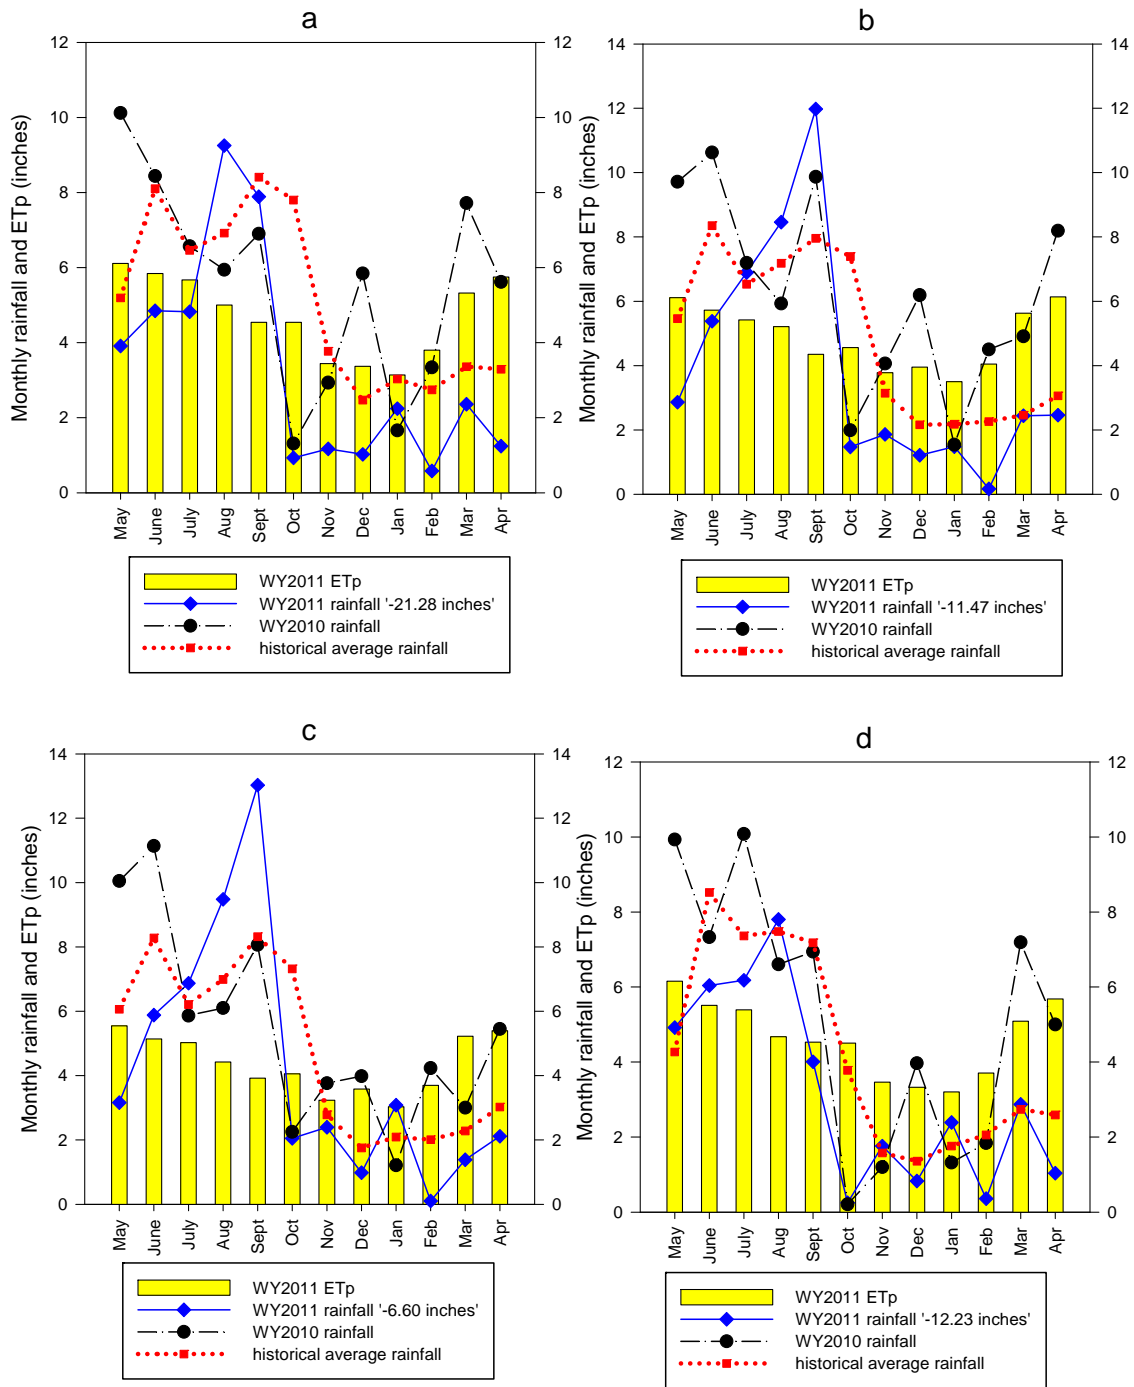 a
Monthly rainfall and ETp (inches)
12 12
10 10
8 8
6 6
4 4
2 2
0 0
May June July Aug Sept Oct Nov Dec Jan Feb Mar Apr
WY2011 ETp
WY2011 rainfall '-21.28 inches'
WY2010 rainfall
historical average rainfall
b
Monthly rainfall and ETp (inches)
14 14
12 12
10 10
8 8
6 6
4 4
2 2
0 0
May June July Aug Sept Oct Nov Dec Jan Feb Mar Apr
WY2011 ETp
WY2011 rainfall '-11.47 inches'
WY2010 rainfall
historical average rainfall
c
Monthly rainfall and ETp (inches)
14 14
12 12
10 10
8 8
6 6
4 4
2 2
0 0
May June July Aug Sept Oct Nov Dec Jan Feb Mar Apr
WY2011 ETp
WY2011 rainfall '-6.60 inches'
WY2010 rainfall
historical average rainfall
d
Monthly rainfall and ETp (inches)
12 12
10 10
8 8
6 6
4 4
2 2
0 0
May June July Aug Sept Oct Nov Dec Jan Feb Mar Apr
WY2011 ETp
WY2011 rainfall '-12.23 inches'
WY2010 rainfall
historical average rainfall